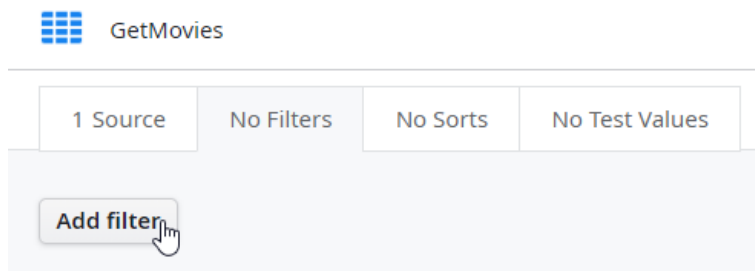 GetMovies
1 Source No Filters No Sorts No Test Values
Add filter